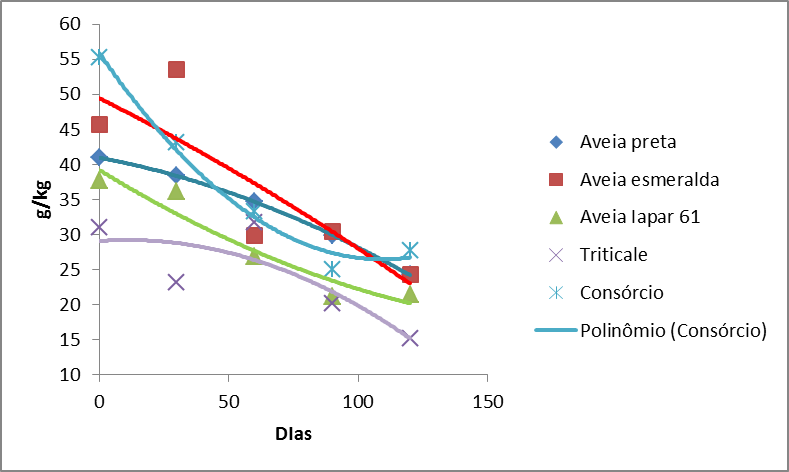 60
55
50
45
40
35
30
25
20
15
10
g/kg
0
50
100
150
DIas
Aveia preta
Aveia esmeralda
Aveia Iapar 61
Triticale
Consórcio
Polinômio (Consórcio)